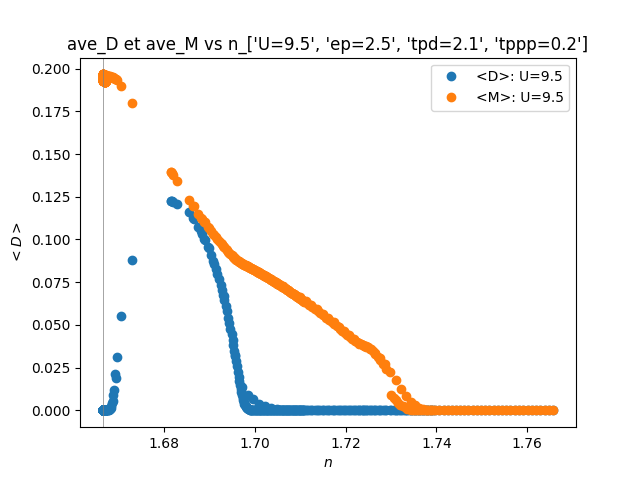 ave_D et ave_M vs n_['U=9.5', 'ep=2.5', 'tpd=2.1', 'tppp=0.2']
<D>: U=9.5
<M>: U=9.5
0.200
0.175
0.150
0.125
0.100
0.075
0.050
0.025
0.000
<D>
1.68
1.70
1.72
1.74
1.76
n